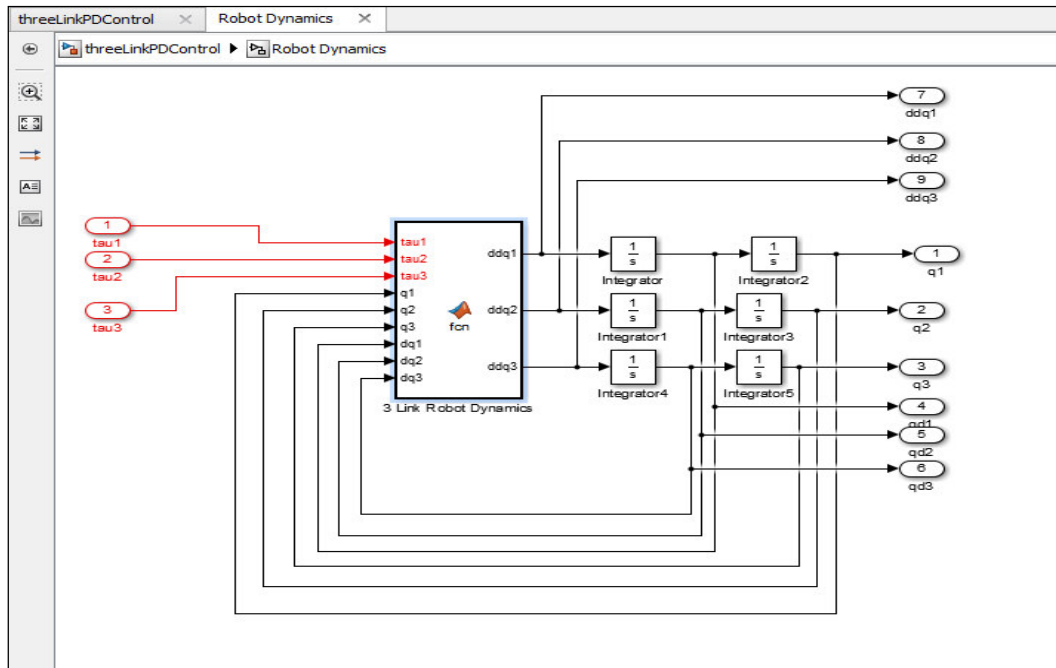 threeLinkPDControl
Robot Dynamics
threeLinkPDControl Robot Dynamics
7
ddq1
8
ddq2
9
ddq3
1
tau1
2
tau2
3
tau3
tau1
tau2
tau3
q1
q2
q3
dq1
dq2
dq3
fcn
ddq1
ddq2
ddq3
3 Link Robot Dynamics
1
s
Integrator
1
s
Integrator2
1
s
Integrator1
1
s
Integrator3
1
s
Integrator4
1
s
Integrator5
1
q1
2
q2
3
q3
4
qd1
5
qd2
6
qd3
A